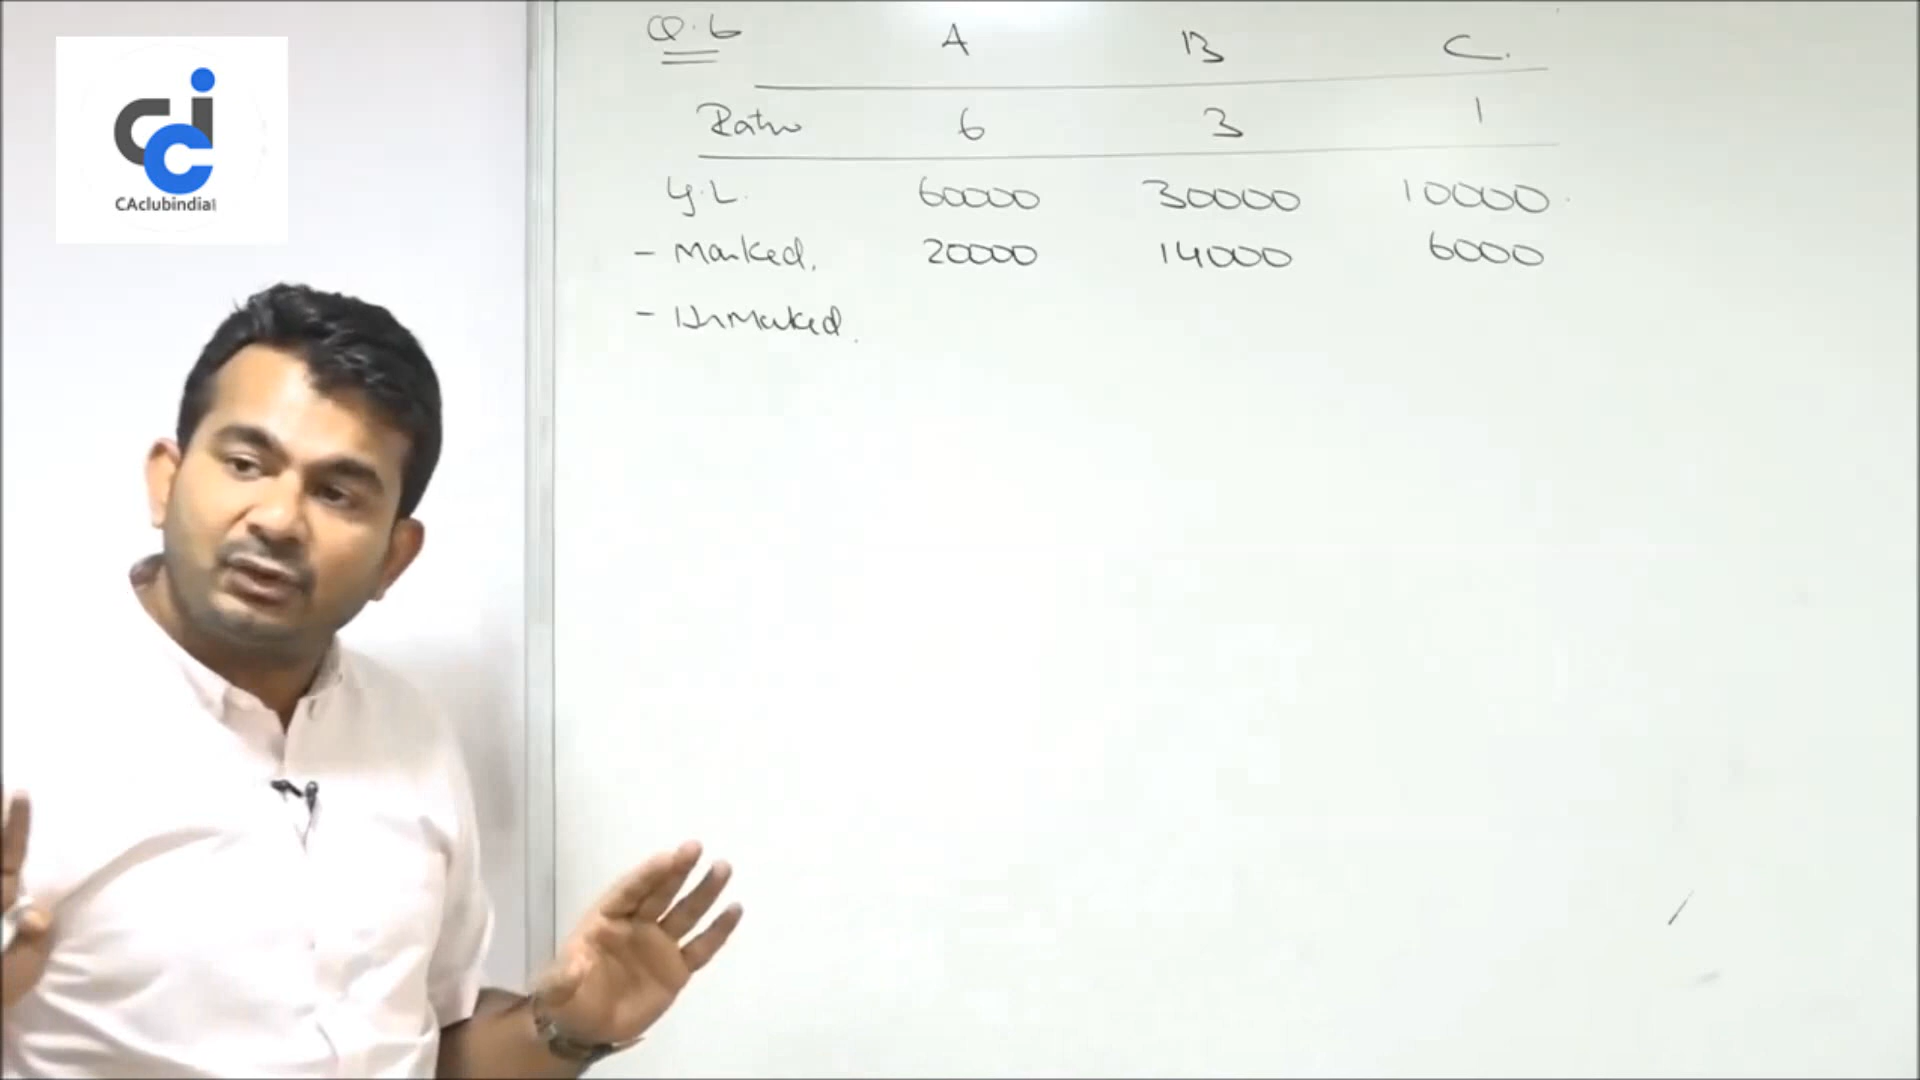 CAclubindia
Q.6 A B C.
Ratio 6 3 1
G.L. 60000 30000 10000.
- Marked. 20000 14000 6000
- Unmarked.